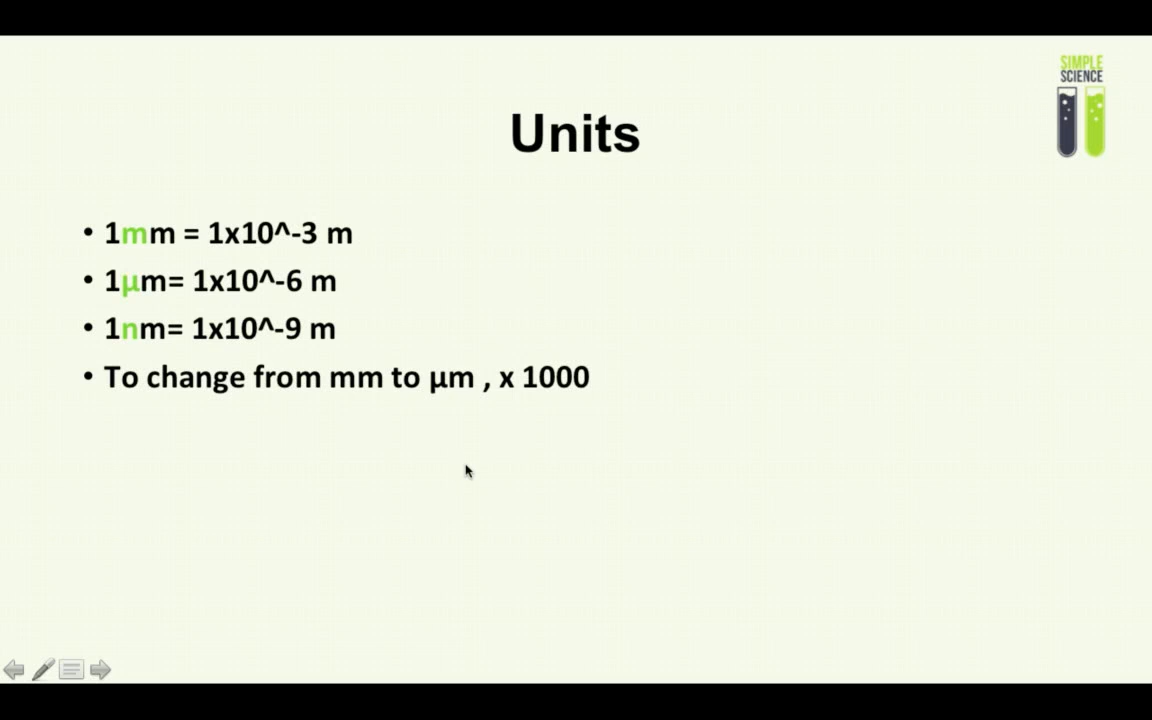 SIMPLE
SCIENCE
Units
• 1mm = 1x10^-3 m
• 1µm= 1x10^-6 m
• 1nm= 1x10^-9 m
• To change from mm to µm , x 1000